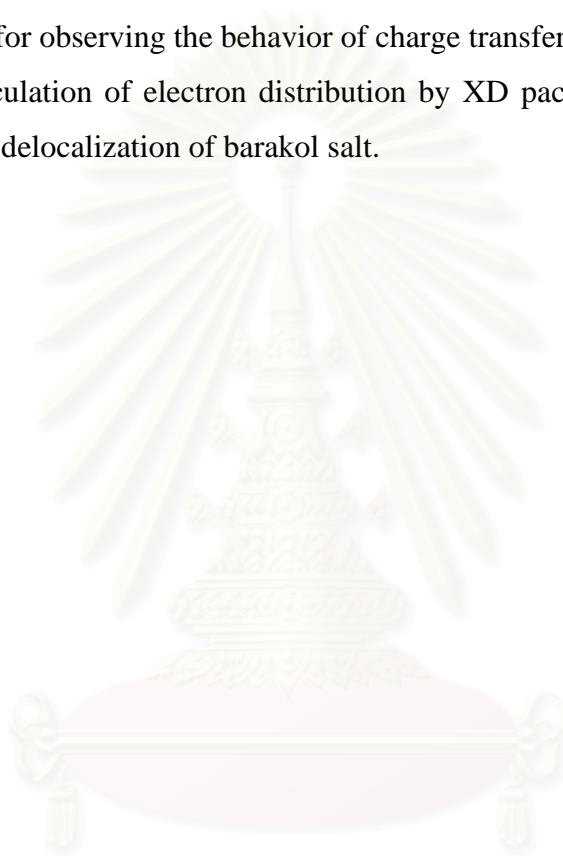 for observing the behavior of charge transfer
culation of electron distribution by XD pac
delocalization of barakol salt.